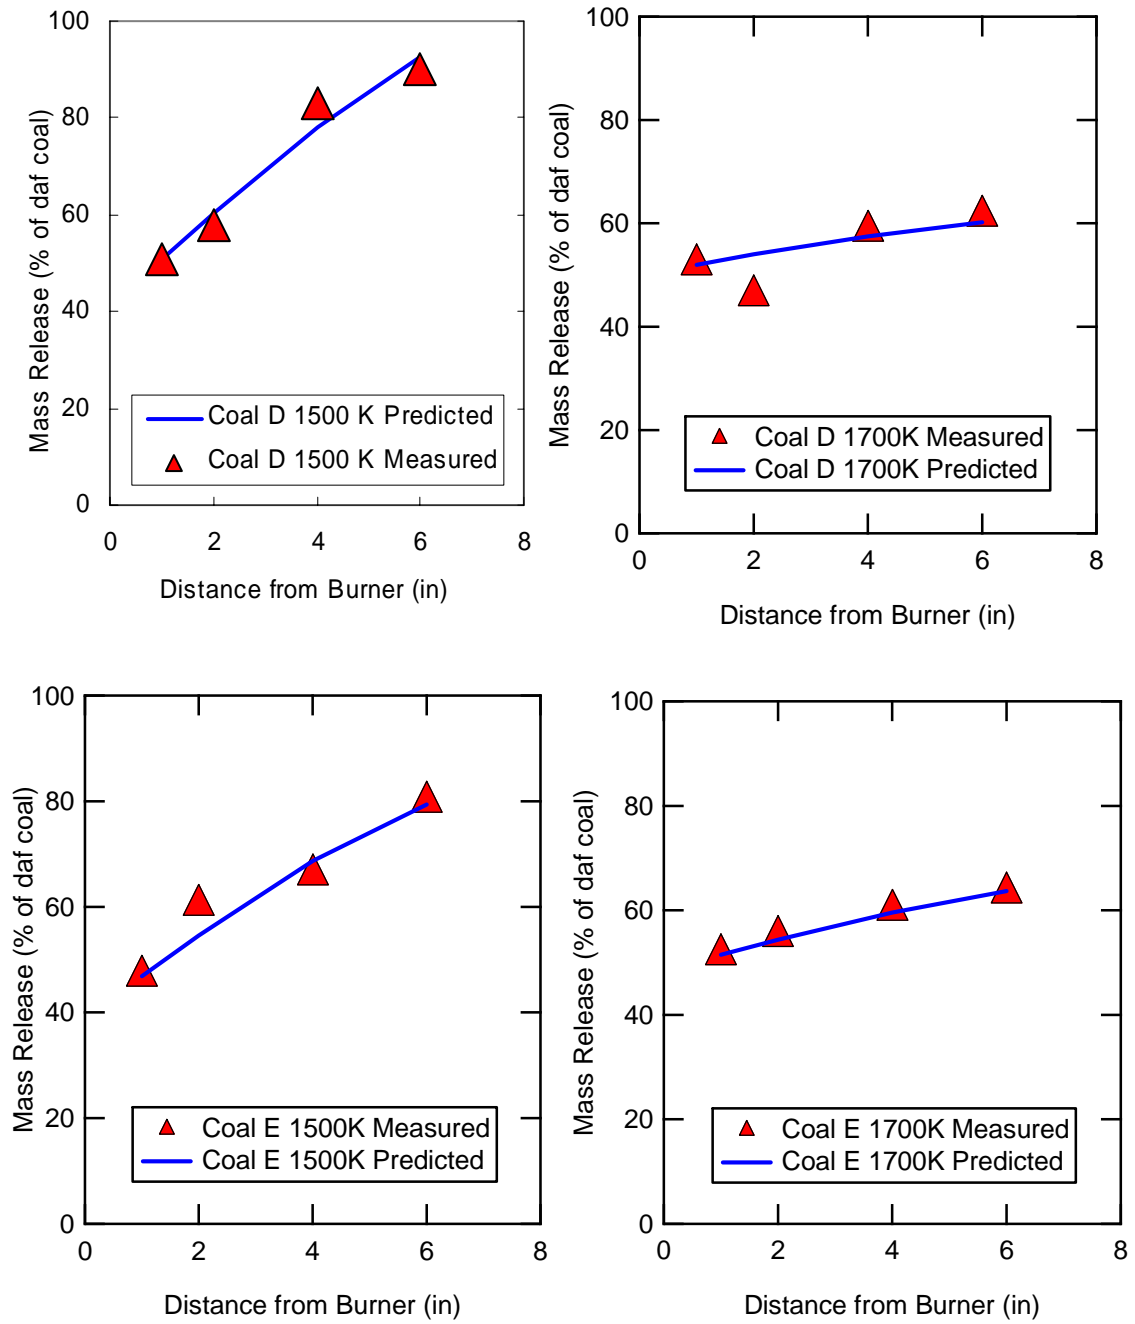 Mass Release (% of daf coal)
100
80
60
40
20
0
Coal D 1500 K Predicted
Coal D 1500 K Measured
0 2 4 6 8
Distance from Burner (in)
Mass Release (% of daf coal)
100
80
60
40
20
0
Coal D 1700K Measured
Coal D 1700K Predicted
0 2 4 6 8
Distance from Burner (in)
Mass Release (% of daf coal)
100
80
60
40
20
0
Coal E 1500K Measured
Coal E 1500K Predicted
0 2 4 6 8
Distance from Burner (in)
Mass Release (% of daf coal)
100
80
60
40
20
0
Coal E 1700K Measured
Coal E 1700K Predicted
0 2 4 6 8
Distance from Burner (in)